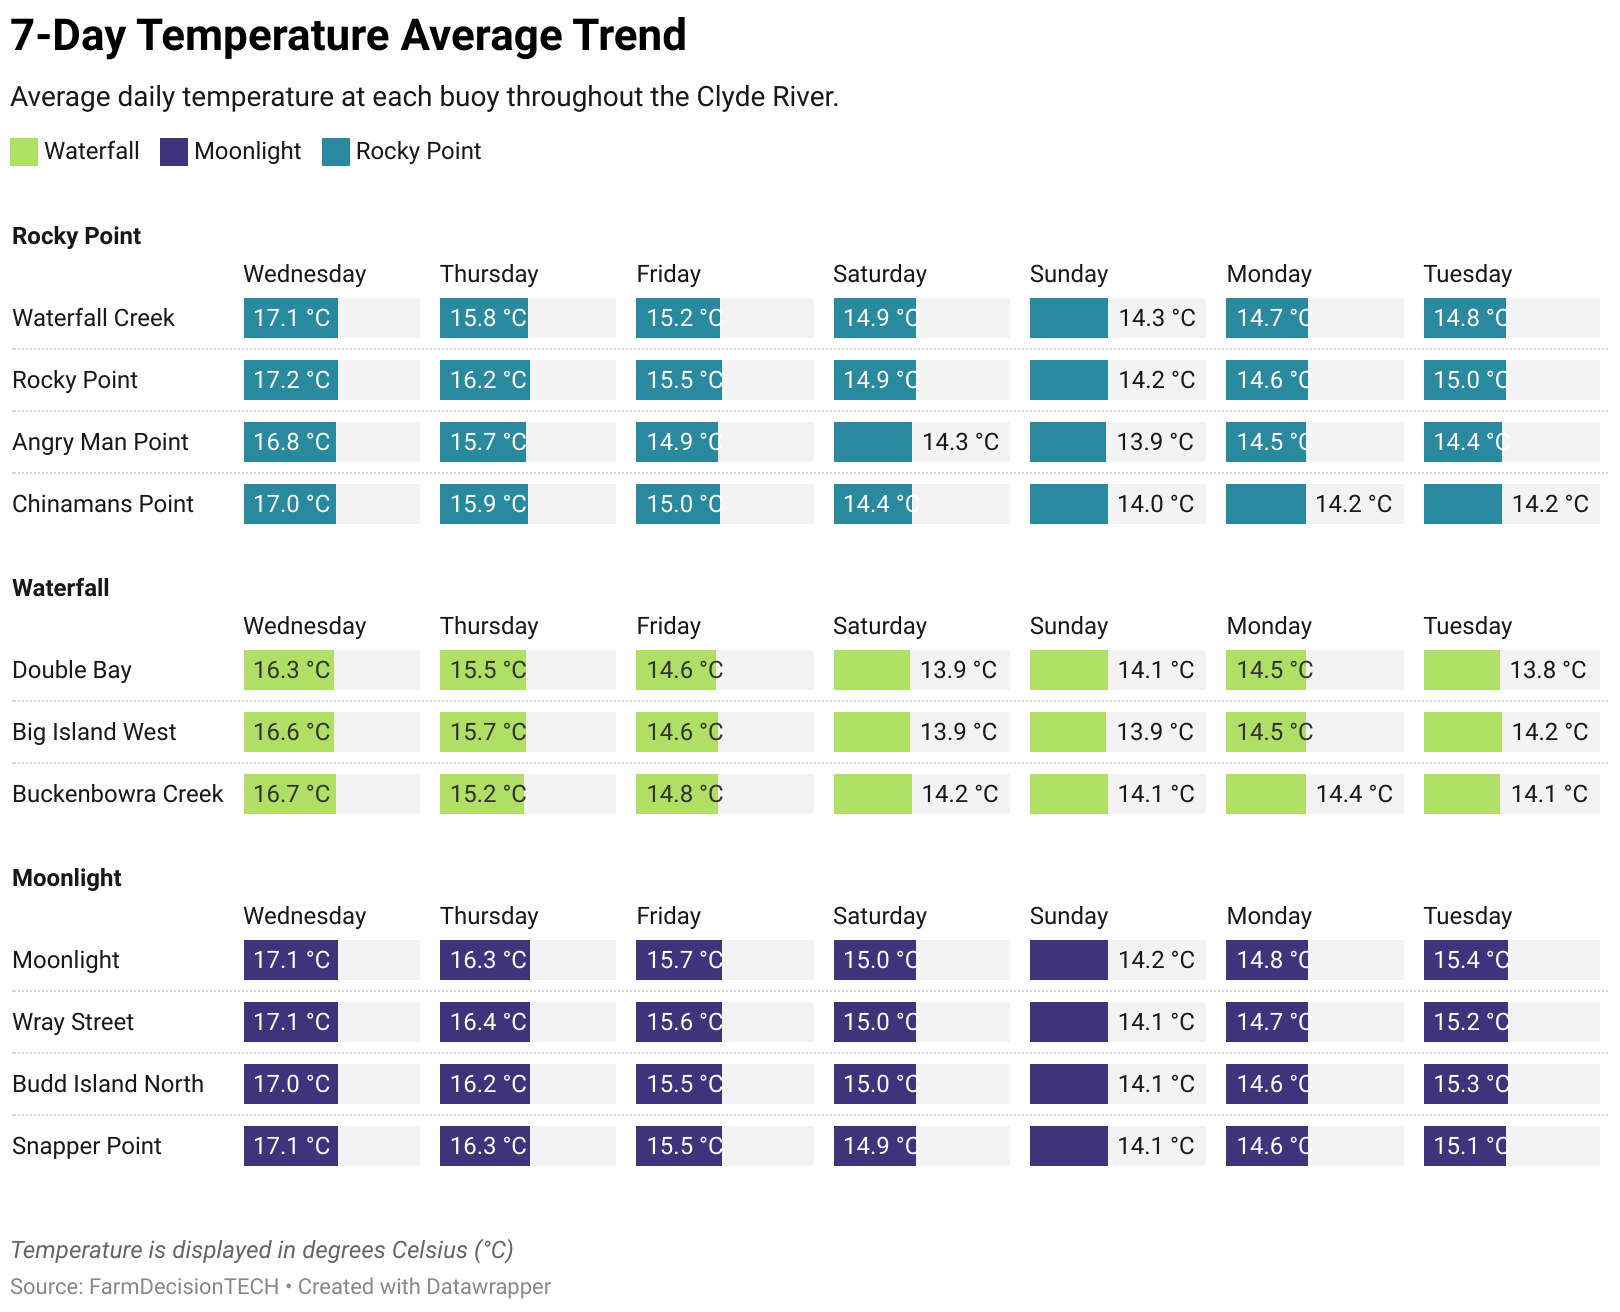 7-Day Temperature Average Trend
Average daily temperature at each buoy throughout the Clyde River.
Waterfall Moonlight Rocky Point
Rocky Point
Wednesday Thursday Friday Saturday Sunday Monday Tuesday
Waterfall Creek 17.1 °C 15.8 °C 15.2 °C 14.9 °C 14.3 °C 14.7 °C 14.8 °C
Rocky Point 17.2 °C 16.2 °C 15.5 °C 14.9 °C 14.2 °C 14.6 °C 15.0 °C
Angry Man Point 16.8 °C 15.7 °C 14.9 °C 14.3 °C 13.9 °C 14.5 °C 14.4 °C
Chinamans Point 17.0 °C 15.9 °C 15.0 °C 14.4 °C 14.0 °C 14.2 °C 14.2 °C
Waterfall
Wednesday Thursday Friday Saturday Sunday Monday Tuesday
Double Bay 16.3 °C 15.5 °C 14.6 °C 13.9 °C 14.1 °C 14.5 °C 13.8 °C
Big Island West 16.6 °C 15.7 °C 14.6 °C 13.9 °C 13.9 °C 14.5 °C 14.2 °C
Buckenbowra Creek 16.7 °C 15.2 °C 14.8 °C 14.2 °C 14.1 °C 14.4 °C 14.1 °C
Moonlight
Wednesday Thursday Friday Saturday Sunday Monday Tuesday
Moonlight 17.1 °C 16.3 °C 15.7 °C 15.0 °C 14.2 °C 14.8 °C 15.4 °C
Wray Street 17.1 °C 16.4 °C 15.6 °C 15.0 °C 14.1 °C 14.7 °C 15.2 °C
Budd Island North 17.0 °C 16.2 °C 15.5 °C 15.0 °C 14.1 °C 14.6 °C 15.3 °C
Snapper Point 17.1 °C 16.3 °C 15.5 °C 14.9 °C 14.1 °C 14.6 °C 15.1 °C
Temperature is displayed in degrees Celsius (°C)
Source: FarmDecisionTECH • Created with Datawrapper